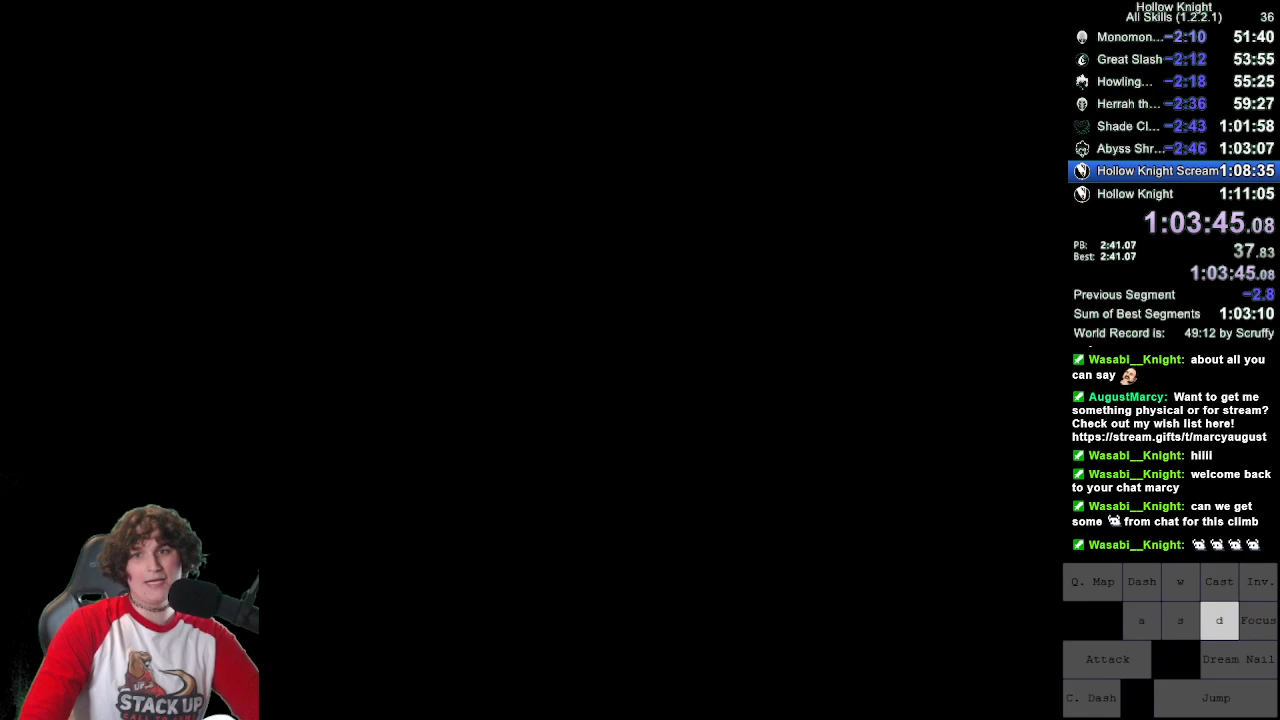 Hollow Knight
All Skills (1.2.2.1) 36
Monomon... −2:10 51:40
Great Slash −2:12 53:55
Howling... −2:18 55:25
Herrah th... −2:36 59:27
Shade Cl... −2:43 1:01:58
Abyss Shr... −2:46 1:03:07
Hollow Knight Scream 1:08:35
Hollow Knight 1:11:05
1:03:45.08
PB: 2:41.07 37.83
Best: 2:41.07
1:03:45.08
Previous Segment −2.8
Sum of Best Segments 1:03:10
World Record is: 49:12 by Scruffy
Wasabi__Knight: about all you
can say
AugustMarcy: Want to get me
something physical or for stream?
Check out my wish list here!
https://stream.gifts/t/marcyaugust
Wasabi__Knight: hiiii
Wasabi__Knight: welcome back
to your chat marcy
Wasabi__Knight: can we get
some from chat for this climb
Wasabi__Knight:
Q. Map Dash w Cast Inv.
a s d Focus
Attack Dream Nail
C. Dash Jump
STACK UP